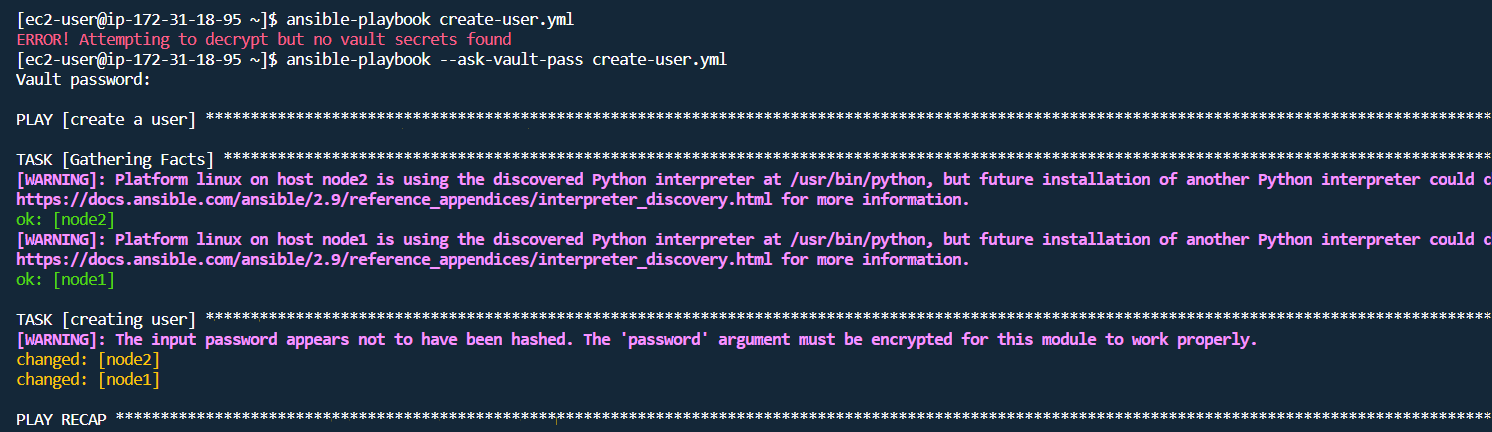 [ec2-user@ip-172-31-18-95 ~]$ ansible-playbook create-user.yml
ERROR! Attempting to decrypt but no vault secrets found
[ec2-user@ip-172-31-18-95 ~]$ ansible-playbook --ask-vault-pass create-user.yml
Vault password:
PLAY [create a user] ***********************************************************************************************************************************************
TASK [Gathering Facts] *********************************************************************************************************************************************
[WARNING]: Platform linux on host node2 is using the discovered Python interpreter at /usr/bin/python, but future installation of another Python interpreter could c
https://docs.ansible.com/ansible/2.9/reference_appendices/interpreter_discovery.html for more information.
ok: [node2]
[WARNING]: Platform linux on host node1 is using the discovered Python interpreter at /usr/bin/python, but future installation of another Python interpreter could c
https://docs.ansible.com/ansible/2.9/reference_appendices/interpreter_discovery.html for more information.
ok: [node1]
TASK [creating user] ***********************************************************************************************************************************************
[WARNING]: The input password appears not to have been hashed. The 'password' argument must be encrypted for this module to work properly.
changed: [node2]
changed: [node1]
PLAY RECAP *********************************************************************************************************************************************************